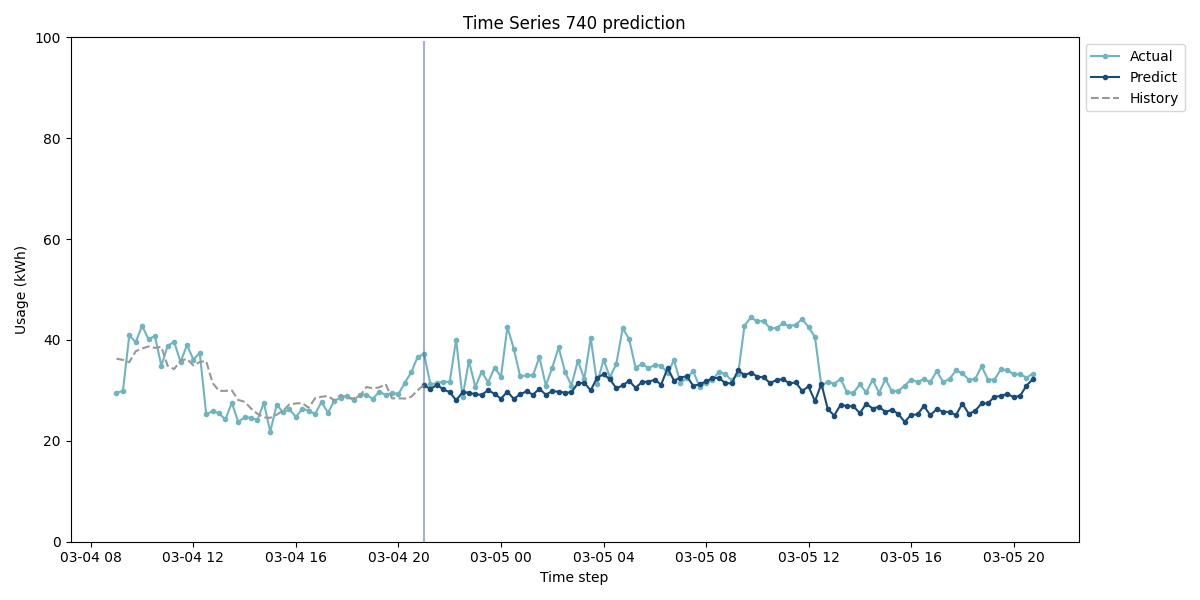 Time Series 740 prediction
100
80
60
40
20
0
Usage (kWh)
03-04 08
03-04 12
03-04 16
03-04 20
03-05 00
03-05 04
03-05 08
03-05 12
03-05 16
03-05 20
Time step
Actual
Predict
History